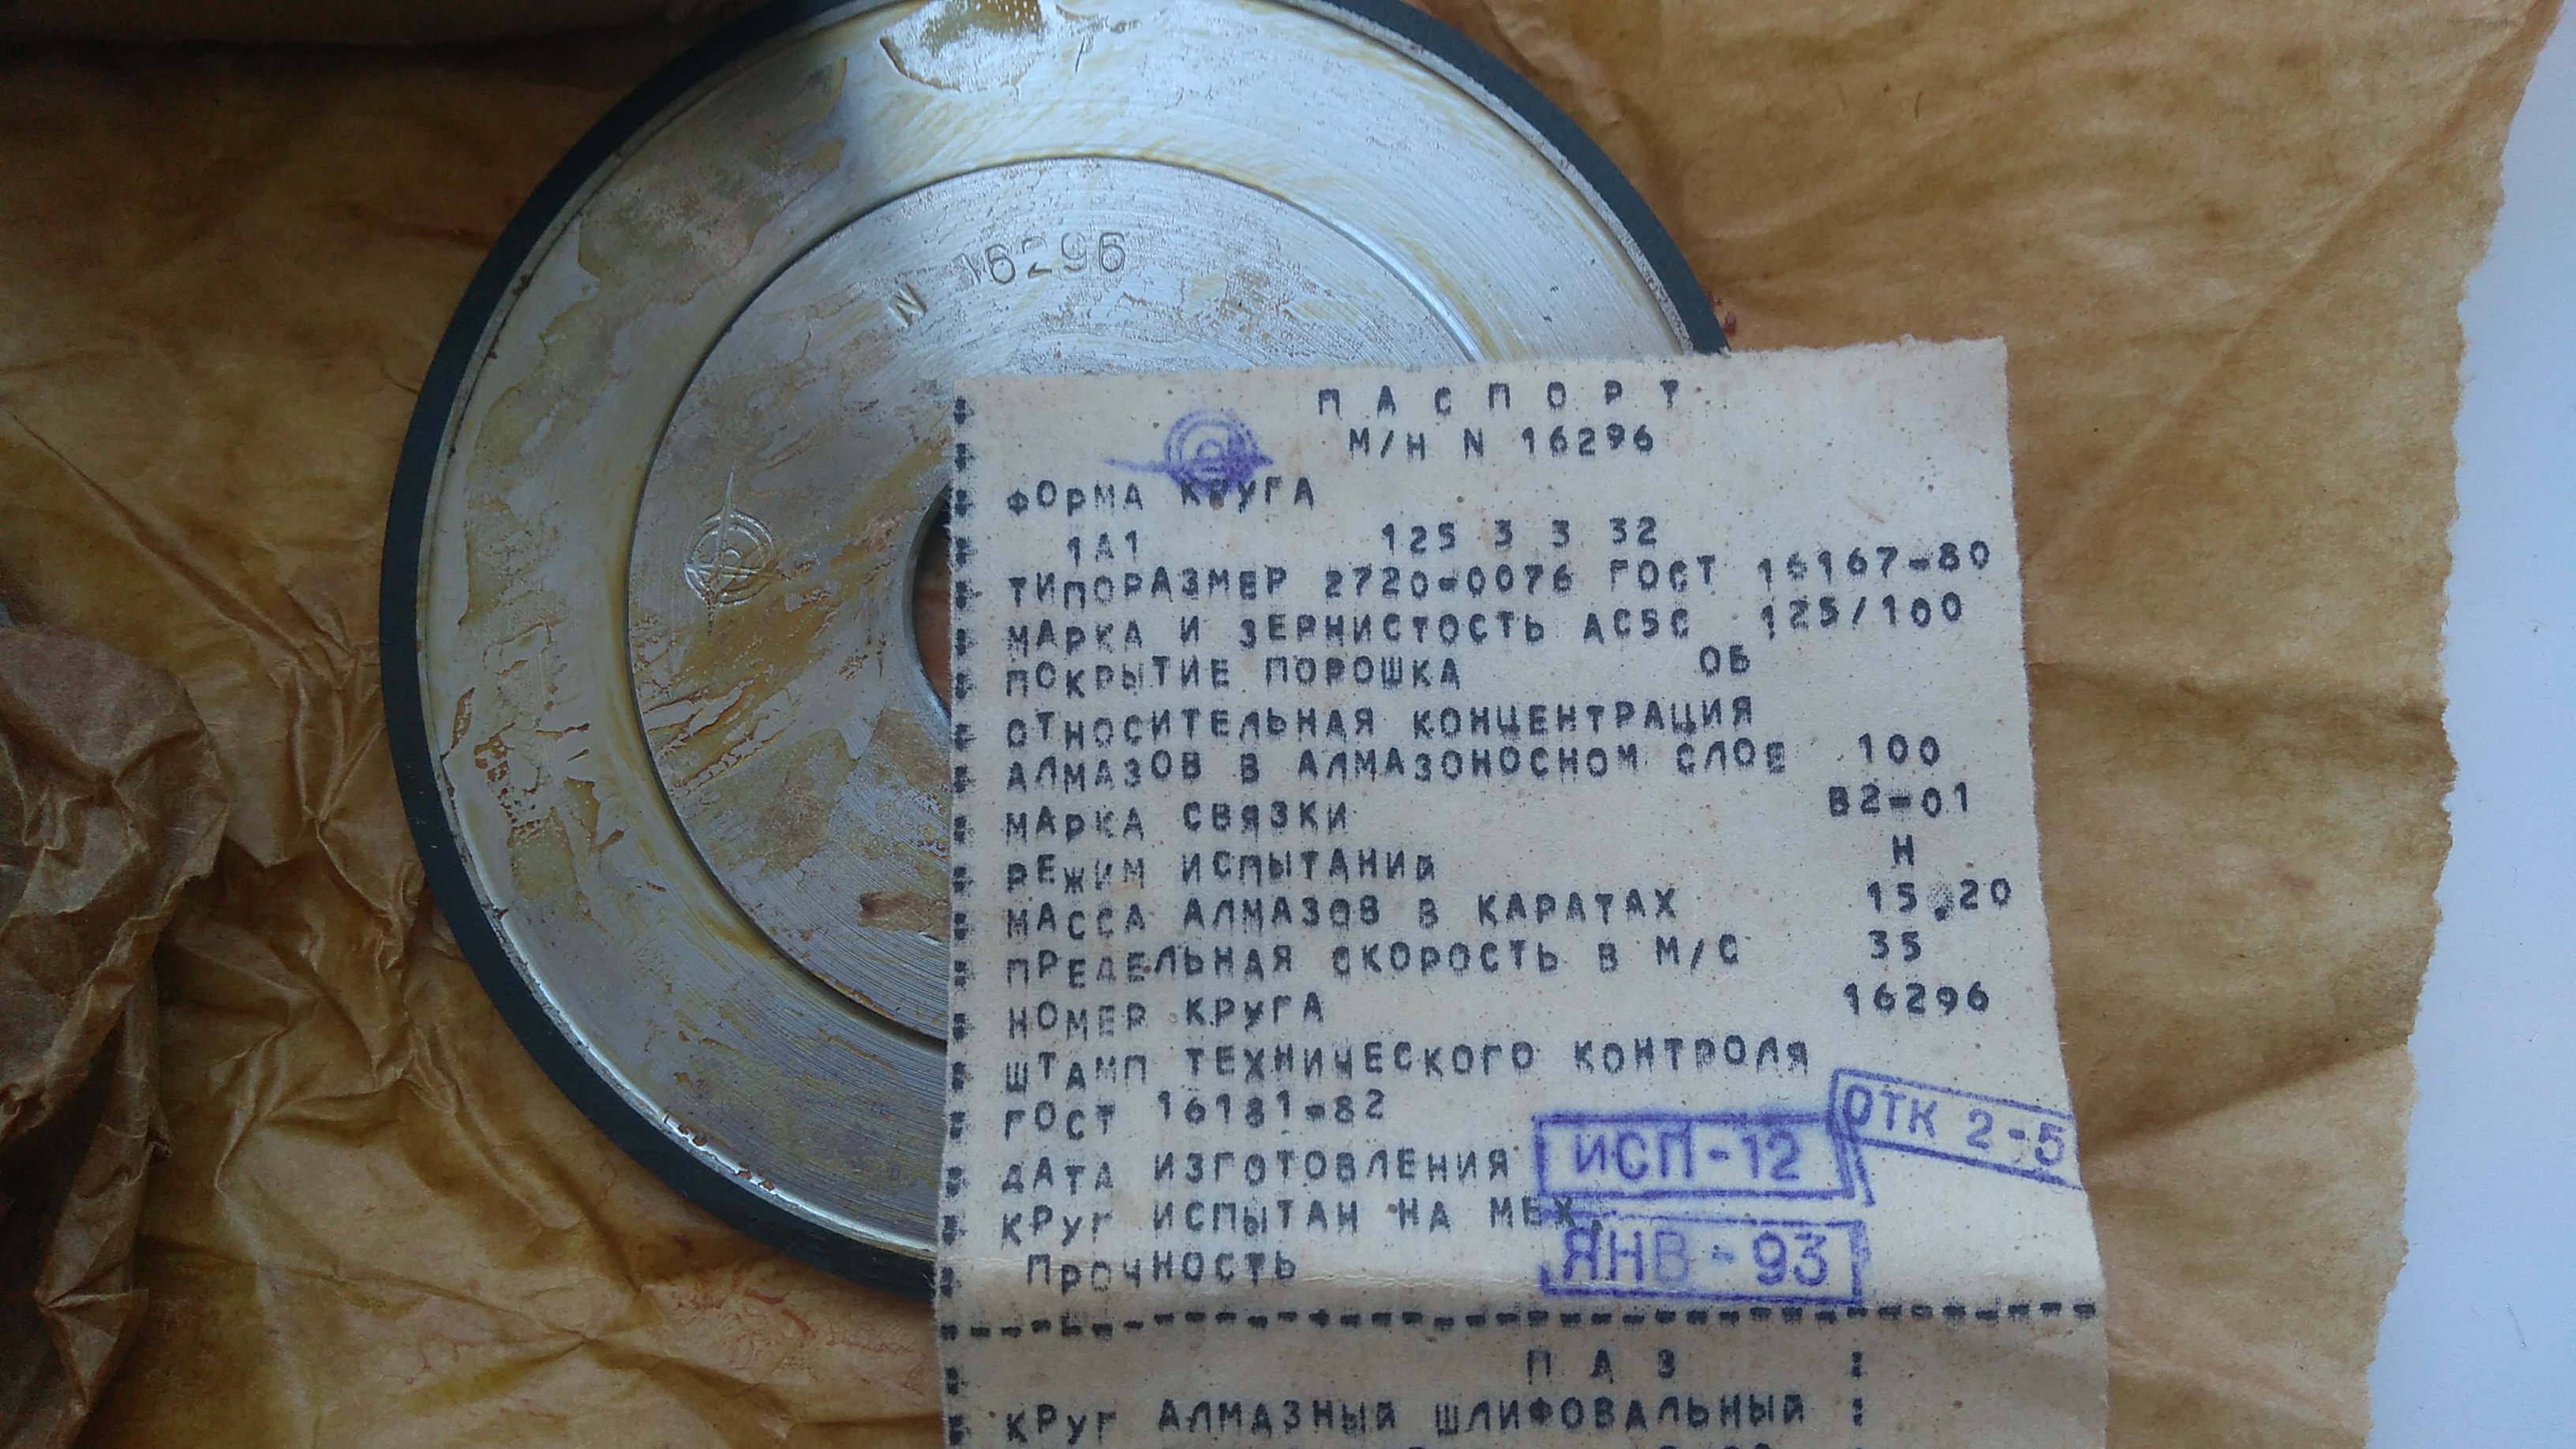 N 16296
ПАСПОРТ
М/Н N 16296
ФОРМА КРУГА
1А1 125 3 3 32
ТИПОРАЗМЕР 2720-0076 ГОСТ 16167-80
МАРКА И ЗЕРНИСТОСТЬ АС5С 125/100
ПОКРЫТИЕ ПОРОШКА ОБ
ОТНОСИТЕЛЬНАЯ КОНЦЕНТРАЦИЯ
АЛМАЗОВ В АЛМАЗОНОСНОМ СЛОЕ 100
МАРКА СВЯЗКИ В2-01
РЕЖИМ ИСПЫТАНИЙ Н
МАССА АЛМАЗОВ В КАРАТАХ 15.20
ПРЕДЕЛЬНАЯ СКОРОСТЬ В М/С 35
НОМЕР КРУГА 16296
ШТАМП ТЕХНИЧЕСКОГО КОНТРОЛЯ
ОТК 2-5
ГОСТ 16181-82
ИСП-12
ДАТА ИЗГОТОВЛЕНИЯ
КРУГ ИСПЫТАН НА МЕХ.
ЯНВ-93
ПРОЧНОСТЬ
ПАЗ :
КРУГ АЛМАЗНЫЙ ШЛИФОВАЛЬНЫЙ :